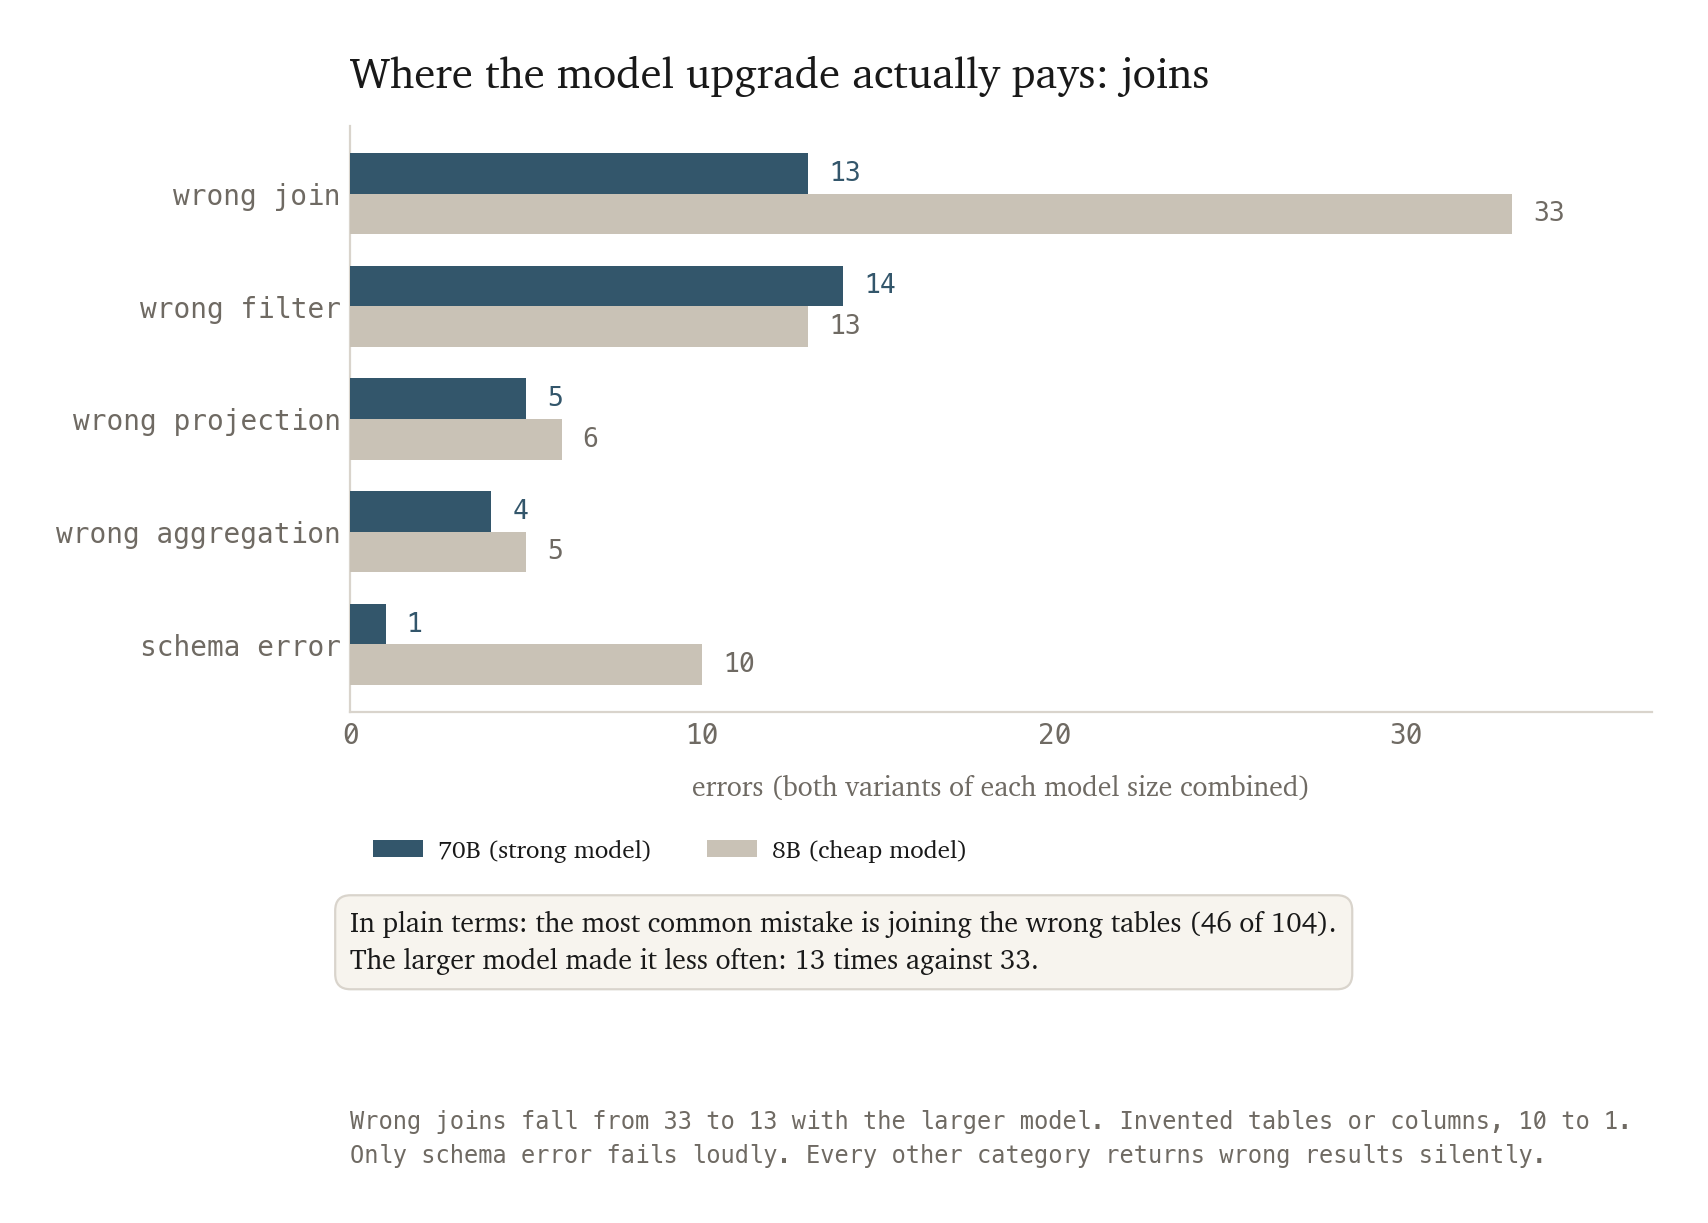 Where the model upgrade actually pays: joins
wrong join
13
33
wrong filter
14
13
wrong projection
5
6
wrong aggregation
4
5
schema error
1
10
0 10 20 30
errors (both variants of each model size combined)
70B (strong model) 8B (cheap model)
In plain terms: the most common mistake is joining the wrong tables (46 of 104).
The larger model made it less often: 13 times against 33.
Wrong joins fall from 33 to 13 with the larger model. Invented tables or columns, 10 to 1.
Only schema error fails loudly. Every other category returns wrong results silently.